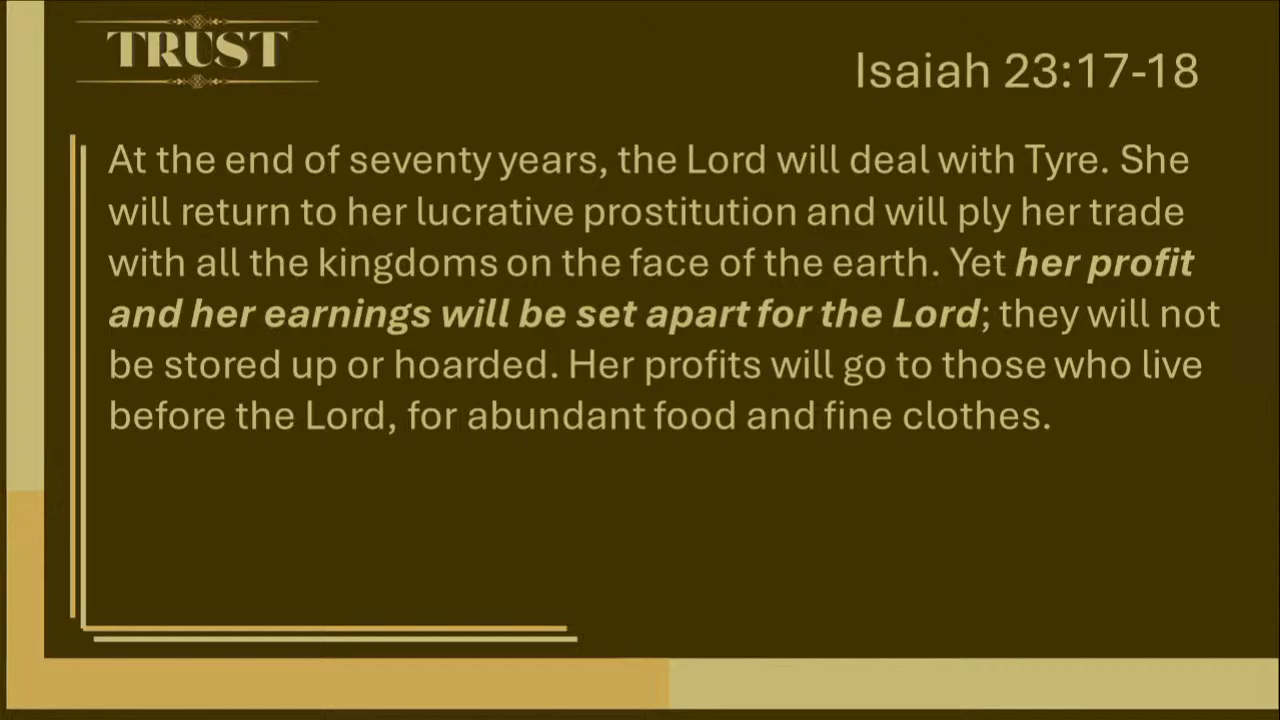 TRUST
Isaiah 23:17-18
At the end of seventy years, the Lord will deal with Tyre. She
will return to her lucrative prostitution and will ply her trade
with all the kingdoms on the face of the earth. Yet her profit
and her earnings will be set apart for the Lord; they will not
be stored up or hoarded. Her profits will go to those who live
before the Lord, for abundant food and fine clothes.